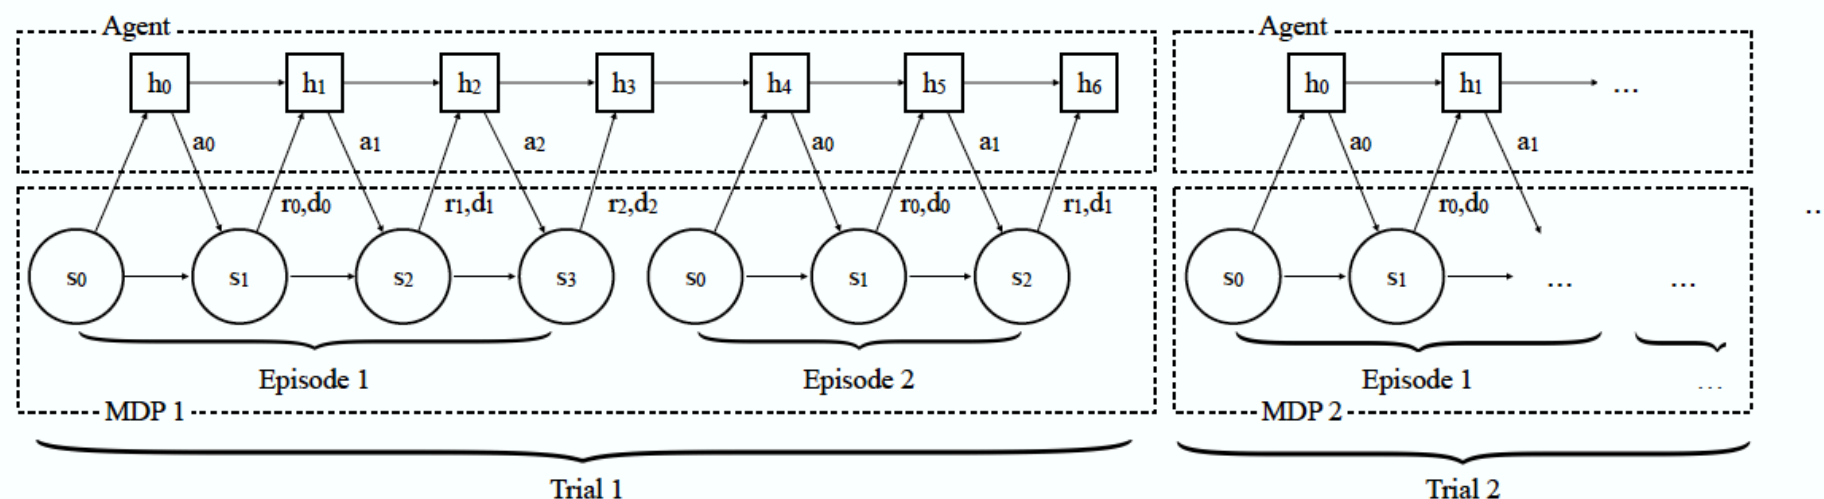 Agent Agent
h0 h1 h2 h3 h4 h5 h6 h0 h1 ...
a0 a1 a2 a0 a1 a0 a1
r0,d0 r1,d1 r2,d2 r0,d0 r1,d1 r0,d0 ..
s0 s1 s2 s3 s0 s1 s2 s0 s1 ... ...
Episode 1 Episode 2 Episode 1 ...
MDP 1 MDP 2
Trial 1 Trial 2